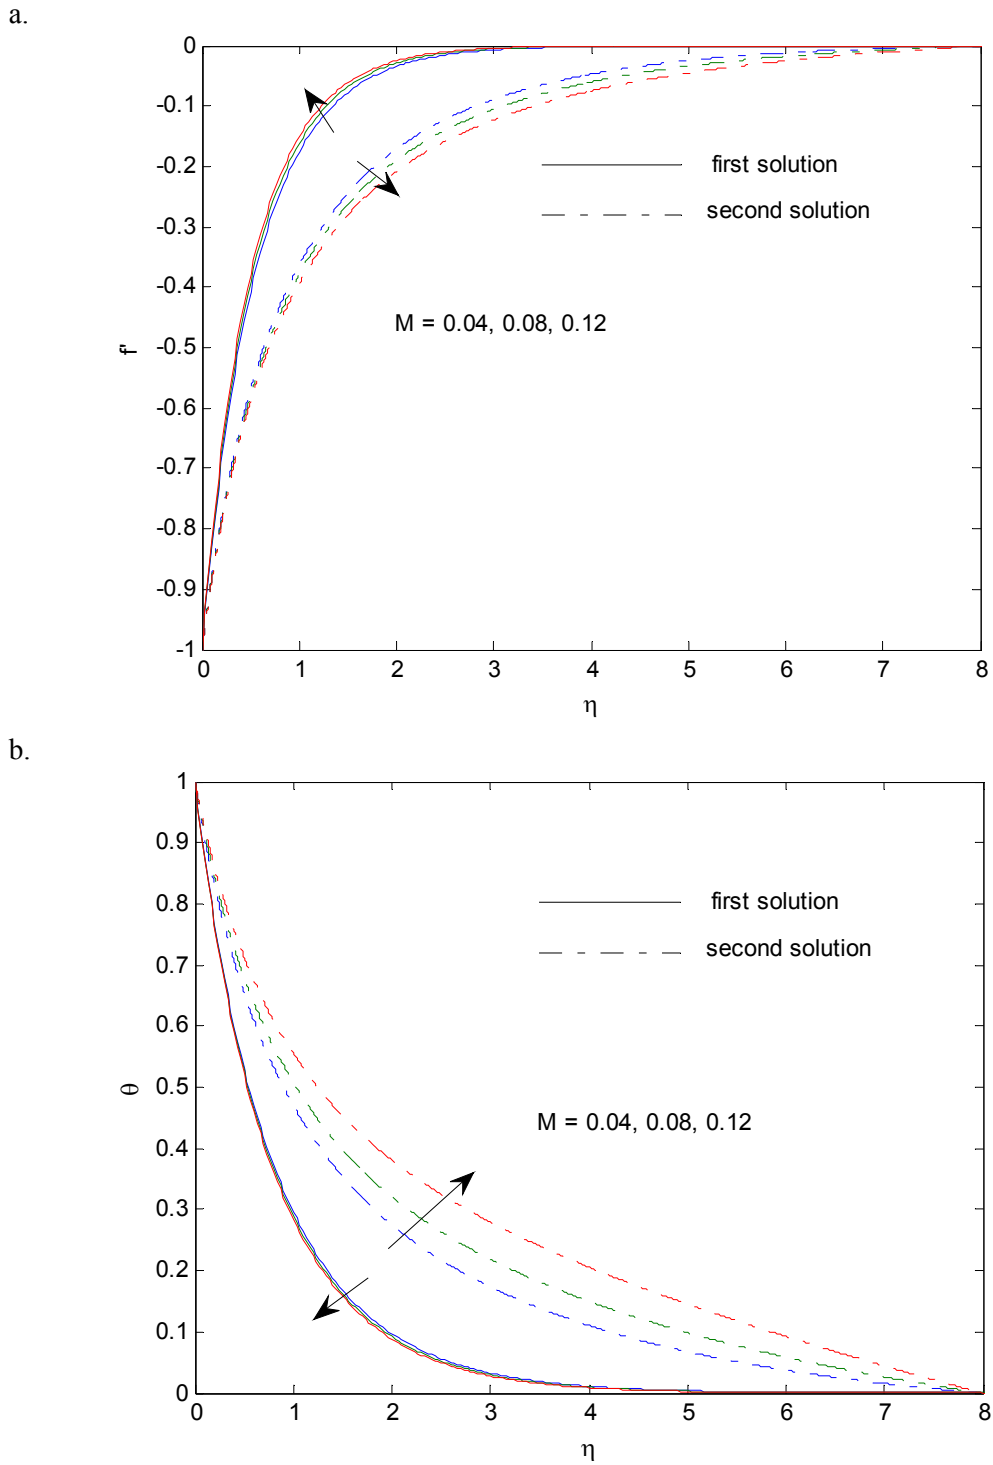 a.
0
-0.1
-0.2
-0.3
-0.4
-0.5
-0.6
-0.7
-0.8
-0.9
-1
f'
first solution
second solution
M = 0.04, 0.08, 0.12
0 1 2 3 4 5 6 7 8
η
b.
1
0.9
0.8
0.7
0.6
0.5
0.4
0.3
0.2
0.1
0
θ
first solution
second solution
M = 0.04, 0.08, 0.12
0 1 2 3 4 5 6 7 8
η